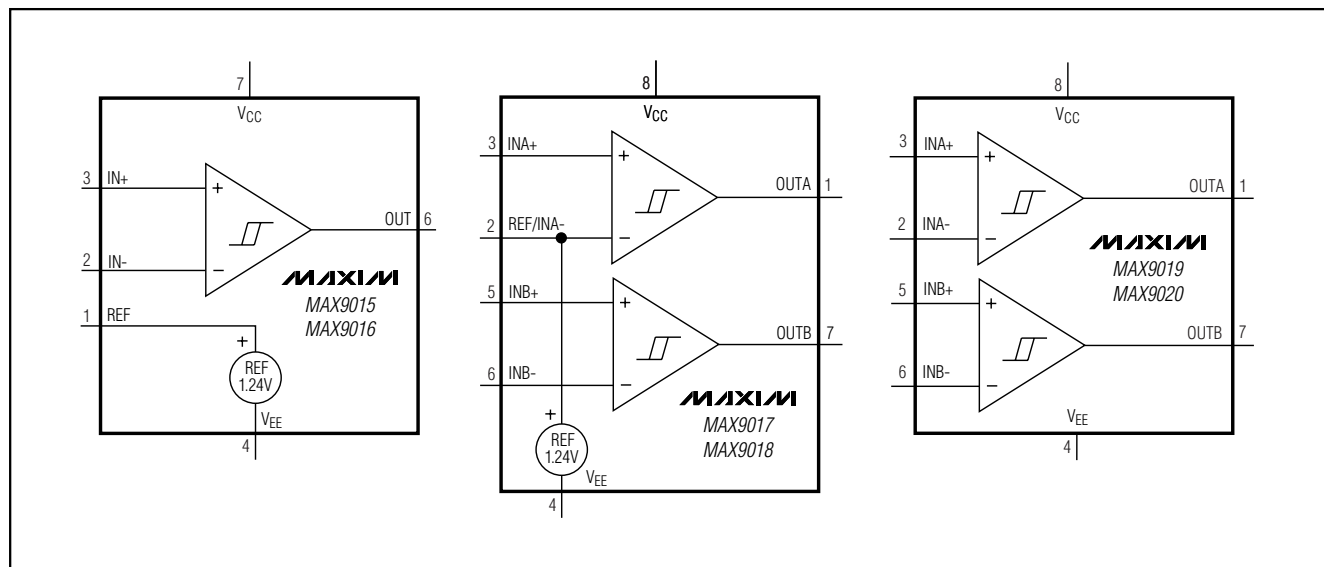 7
VCC
3 IN+
+
OUT 6
2 IN-
−
MAXIM
MAX9015
MAX9016
1 REF
+
REF
1.24V
VEE
4
8
VCC
3 INA+
+
OUTA 1
2 REF/INA-
−
5 INB+
+
OUTB 7
6 INB-
−
MAXIM
MAX9017
MAX9018
+
REF
1.24V
VEE
4
8
VCC
3 INA+
+
OUTA 1
2 INA-
−
MAXIM
MAX9019
MAX9020
5 INB+
+
OUTB 7
6 INB-
−
VEE
4